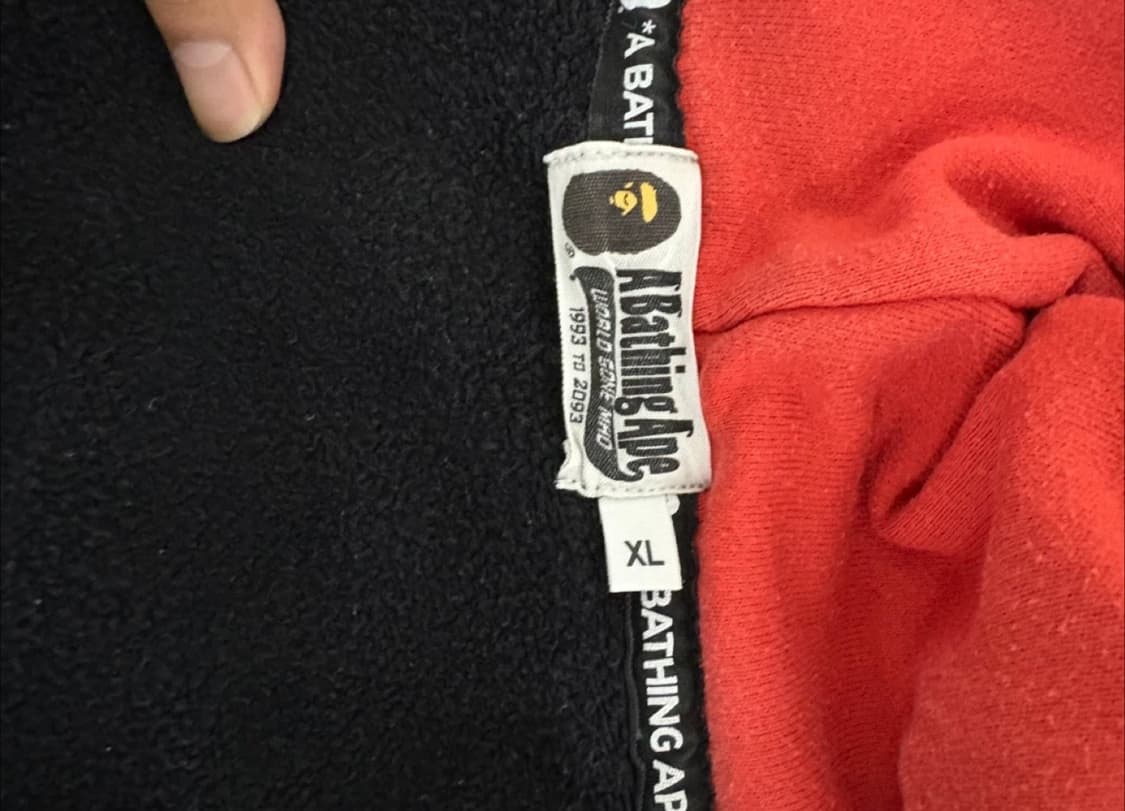 *A BATH
A Bathing Ape
WORLD GONE MAD
1993 TO 2093
®
XL
BATHING AP